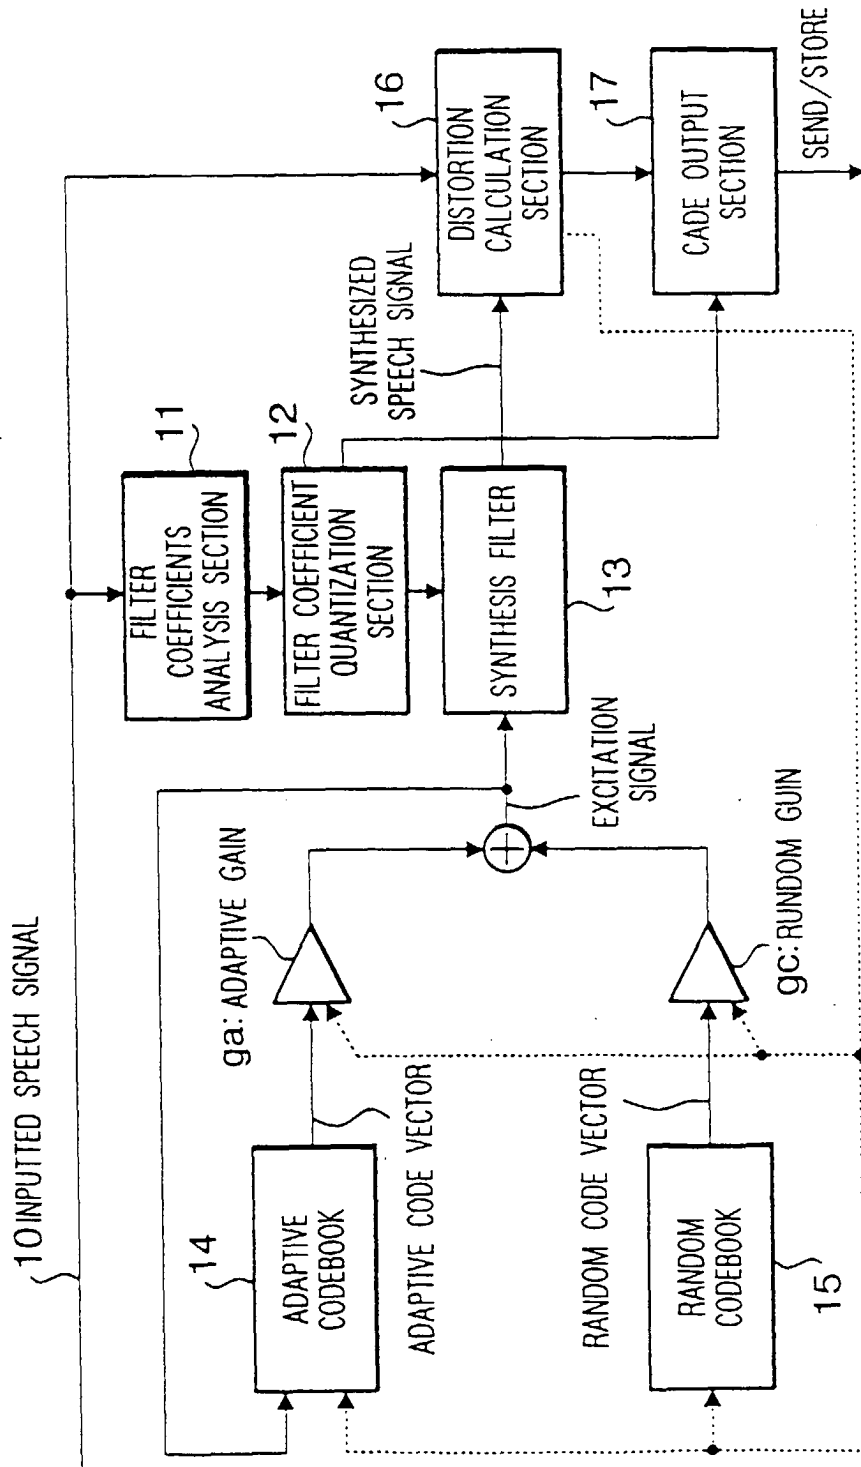 10 INPUTTED SPEECH SIGNAL
11
FILTER
COEFFICIENTS
ANALYSIS SECTION
12
FILTER COEFFICIENT
QUANTIZATION
SECTION
SYNTHESIS FILTER
13
14
ADAPTIVE
CODEBOOK
ADAPTIVE CODE VECTOR
ga: ADAPTIVE GAIN
EXCITATION
SIGNAL
RANDOM CODE VECTOR
RANDOM
CODEBOOK
15
gc: RUNDOM GUIN
SYNTHESIZED
SPEECH SIGNAL
16
DISTORTION
CALCULATION
SECTION
17
CADE OUTPUT
SECTION
SEND/STORE